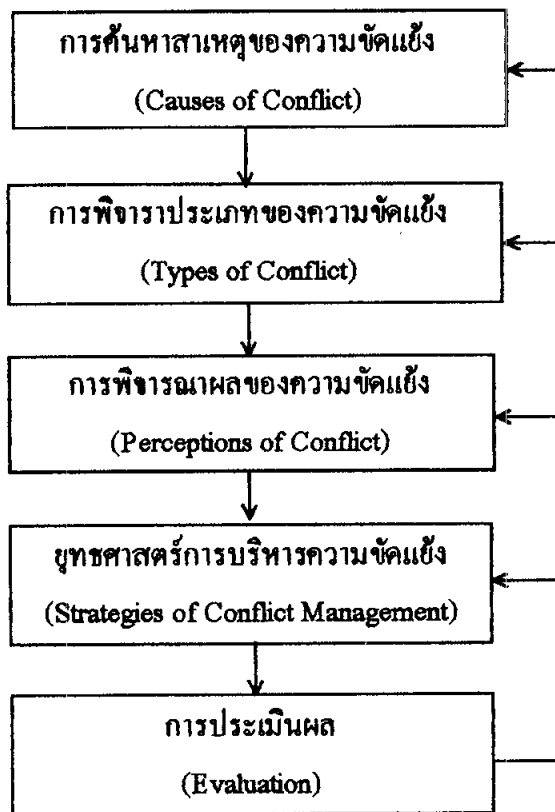 การค้นหาสาเหตุของความขัดแย้ง
(Causes of Conflict)
การพิจาราประเภทของความขัดแย้ง
(Types of Conflict)
การพิจารณาผลของความขัดแย้ง
(Perceptions of Conflict)
ยุทธศาสตร์การบริหารความขัดแย้ง
(Strategies of Conflict Management)
การประเมินผล
(Evaluation)